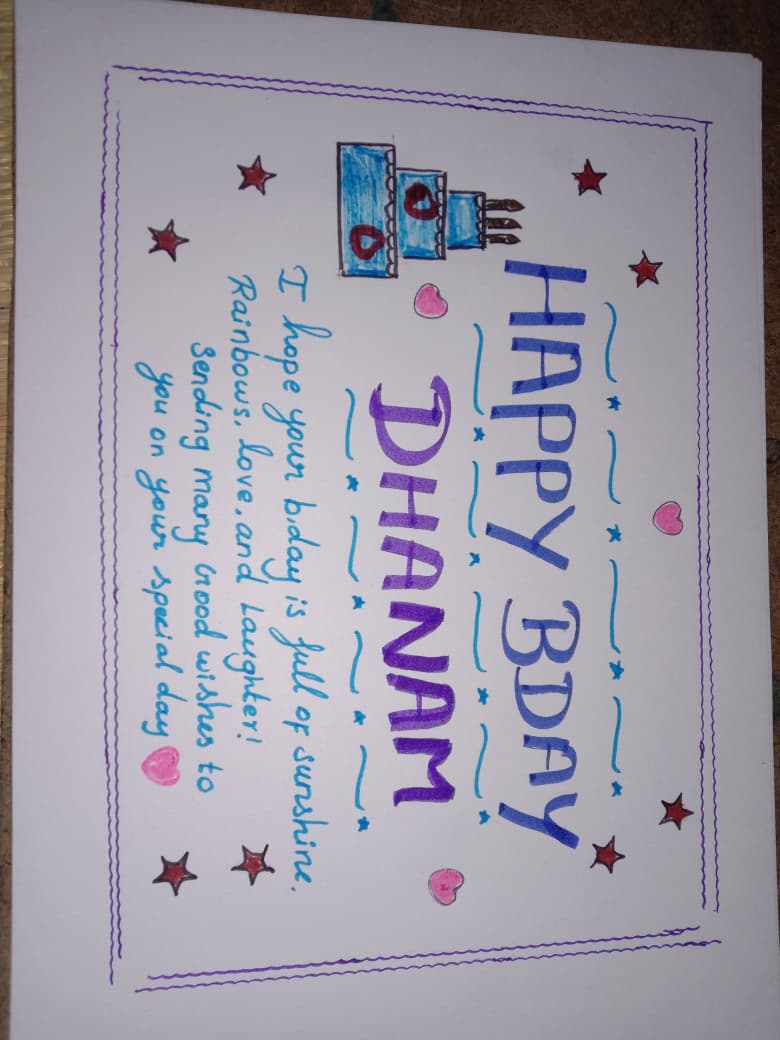 HAPPY BDAY
DHANAM
I hope your b.day is full of sunshine,
Rainbows, love, and Laughter!
Sending many Good wishes to
you on your special day